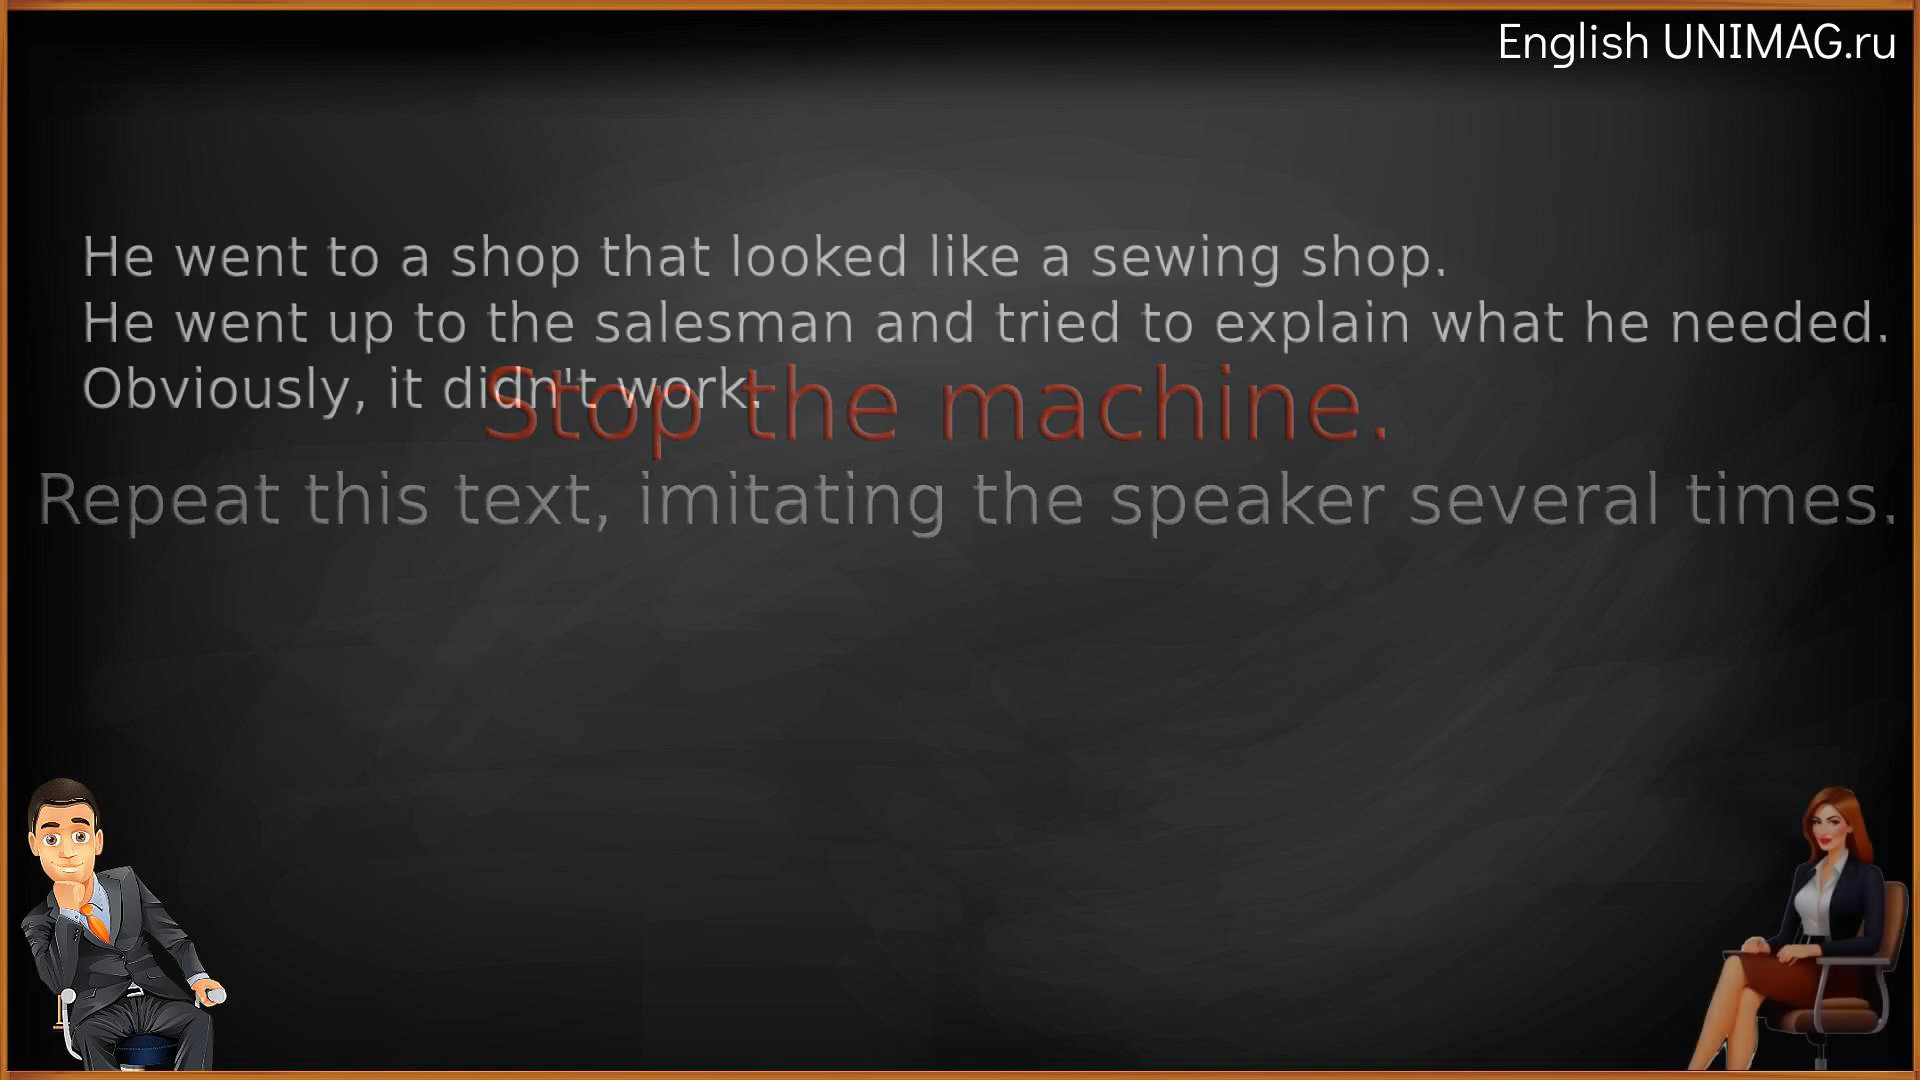 English UNIMAG.ru
He went to a shop that looked like a sewing shop.
He went up to the salesman and tried to explain what he needed.
Obviously, it didn't work.
Stop the machine.
Repeat this text, imitating the speaker several times.